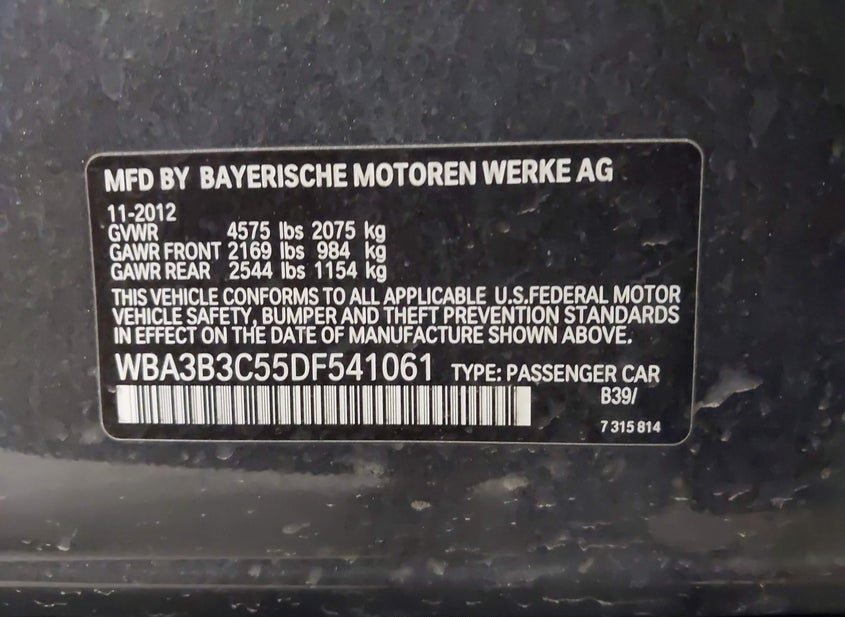 MFD BY BAYERISCHE MOTOREN WERKE AG
11-2012
GVWR 4575 lbs 2075 kg
GAWR FRONT 2169 lbs 984 kg
GAWR REAR 2544 lbs 1154 kg
THIS VEHICLE CONFORMS TO ALL APPLICABLE U.S.FEDERAL MOTOR
VEHICLE SAFETY, BUMPER AND THEFT PREVENTION STANDARDS
IN EFFECT ON THE DATE OF MANUFACTURE SHOWN ABOVE.
WBA3B3C55DF541061 TYPE: PASSENGER CAR
B39/
7 315 814